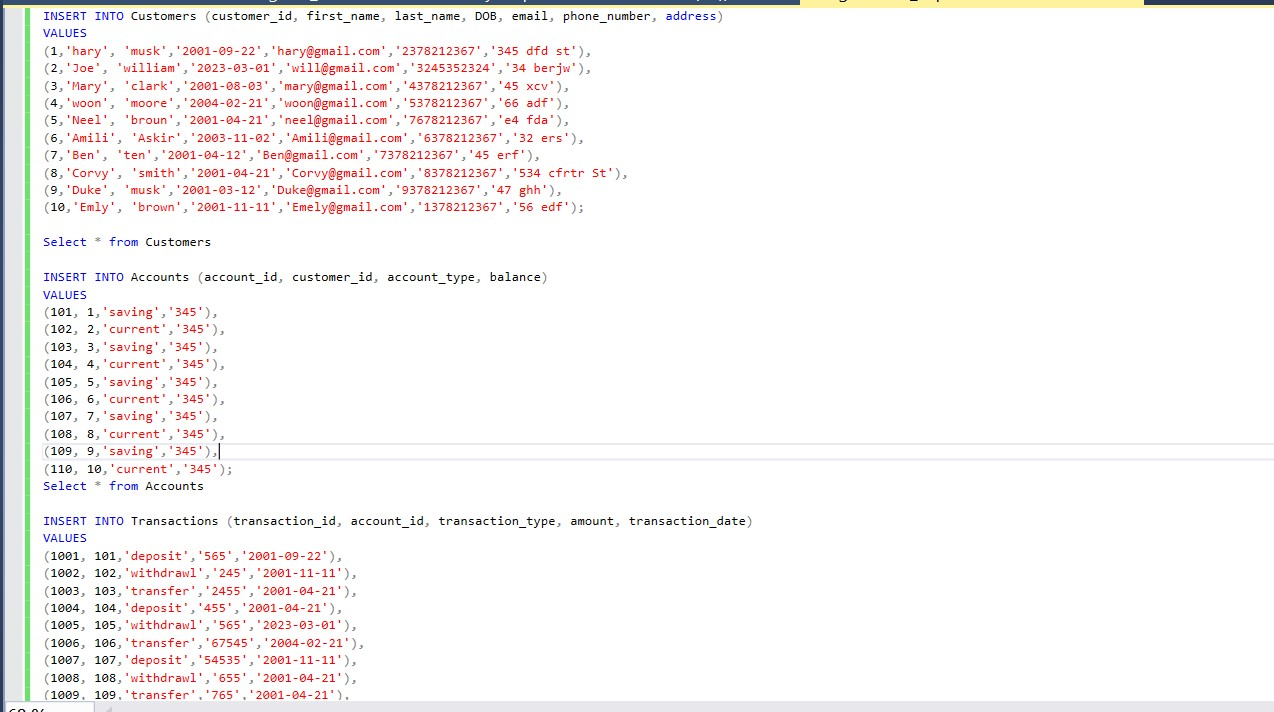 INSERT INTO Customers (customer_id, first_name, last_name, DOB, email, phone_number, address)
VALUES
(1,'hary', 'musk','2001-09-22','hary@gmail.com','2378212367','345 dfd st'),
(2,'Joe', 'william','2023-03-01','will@gmail.com','3245352324','34 berjw'),
(3,'Mary', 'clark','2001-08-03','mary@gmail.com','4378212367','45 xcv'),
(4,'woon', 'moore','2004-02-21','woon@gmail.com','5378212367','66 adf'),
(5,'Neel', 'broun','2001-04-21','neel@gmail.com','7678212367','e4 fda'),
(6,'Amili', 'Askir','2003-11-02','Amili@gmail.com','6378212367','32 ers'),
(7,'Ben', 'ten','2001-04-12','Ben@gmail.com','7378212367','45 erf'),
(8,'Corvy', 'smith','2001-04-21','Corvy@gmail.com','8378212367','534 cfrtr St'),
(9,'Duke', 'musk','2001-03-12','Duke@gmail.com','9378212367','47 ghh'),
(10,'Emly', 'brown','2001-11-11','Emely@gmail.com','1378212367','56 edf');
Select * from Customers
INSERT INTO Accounts (account_id, customer_id, account_type, balance)
VALUES
(101, 1,'saving','345'),
(102, 2,'current','345'),
(103, 3,'saving','345'),
(104, 4,'current','345'),
(105, 5,'saving','345'),
(106, 6,'current','345'),
(107, 7,'saving','345'),
(108, 8,'current','345'),
(109, 9,'saving','345'),
(110, 10,'current','345');
Select * from Accounts
INSERT INTO Transactions (transaction_id, account_id, transaction_type, amount, transaction_date)
VALUES
(1001, 101,'deposit','565','2001-09-22'),
(1002, 102,'withdrawl','245','2001-11-11'),
(1003, 103,'transfer','2455','2001-04-21'),
(1004, 104,'deposit','455','2001-04-21'),
(1005, 105,'withdrawl','565','2023-03-01'),
(1006, 106,'transfer','67545','2004-02-21'),
(1007, 107,'deposit','54535','2001-11-11'),
(1008, 108,'withdrawl','655','2001-04-21'),
(1009, 109,'transfer','765','2001-04-21'),